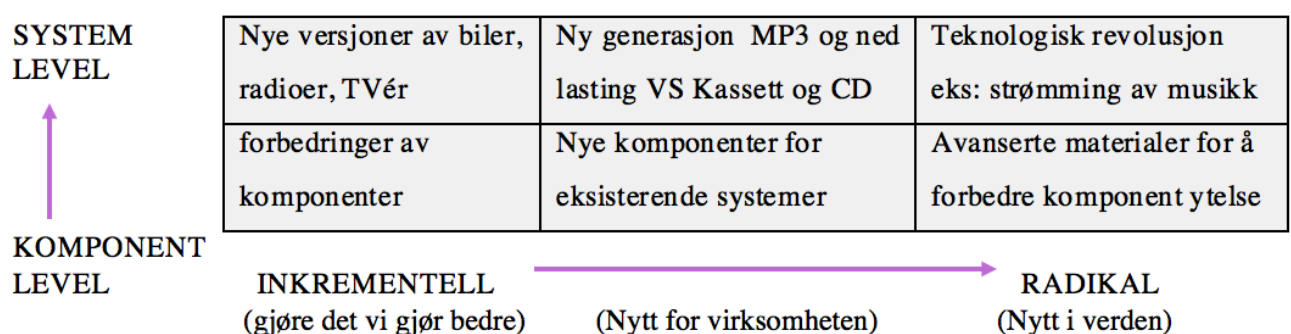 SYSTEM
LEVEL
Nye versjoner av biler,
radioer, TVér
Ny generasjon MP3 og ned
lasting VS Kassett og CD
Teknologisk revolusjon
eks: strømming av musikk
forbedringer av
komponenter
Nye komponenter for
eksisterende systemer
Avanserte materialer for å
forbedre komponent ytelse
KOMPONENT
LEVEL
INKREMENTELL
(gjøre det vi gjør bedre)
(Nytt for virksomheten)
RADIKAL
(Nytt i verden)